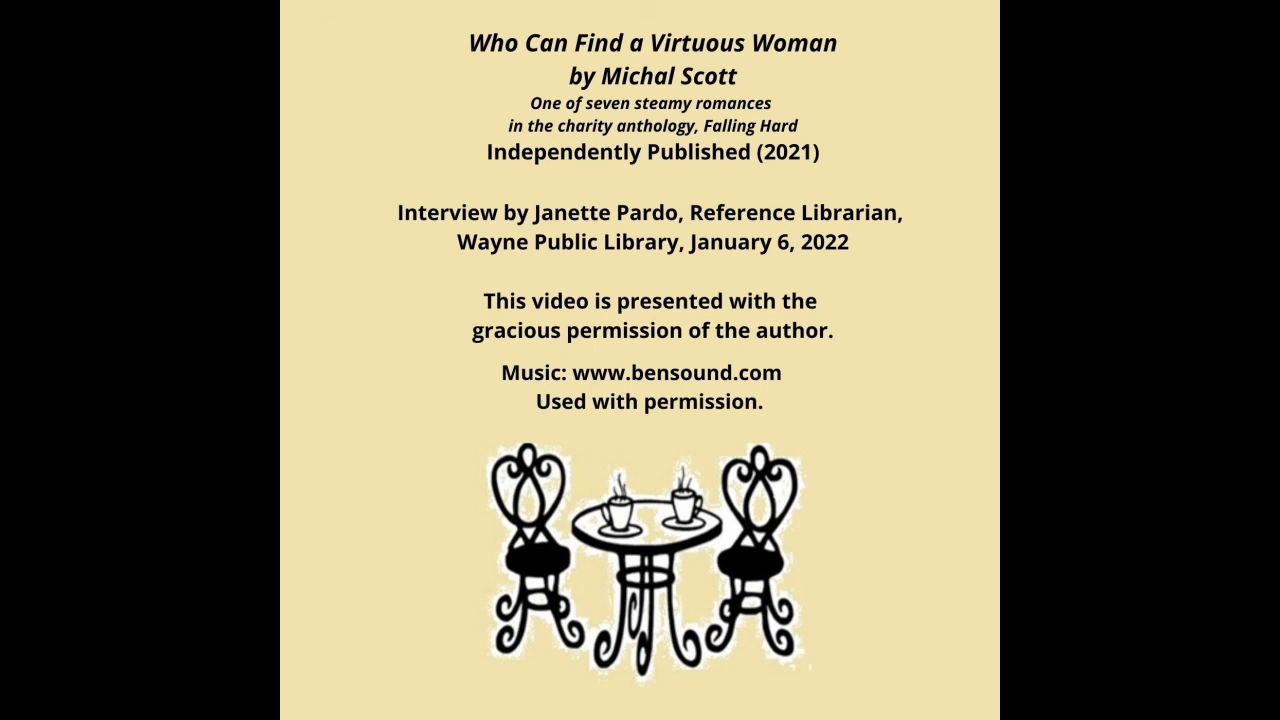 Who Can Find a Virtuous Woman
by Michal Scott
One of seven steamy romances
in the charity anthology, Falling Hard
Independently Published (2021)
Interview by Janette Pardo, Reference Librarian,
Wayne Public Library, January 6, 2022
This video is presented with the
gracious permission of the author.
Music: www.bensound.com
Used with permission.